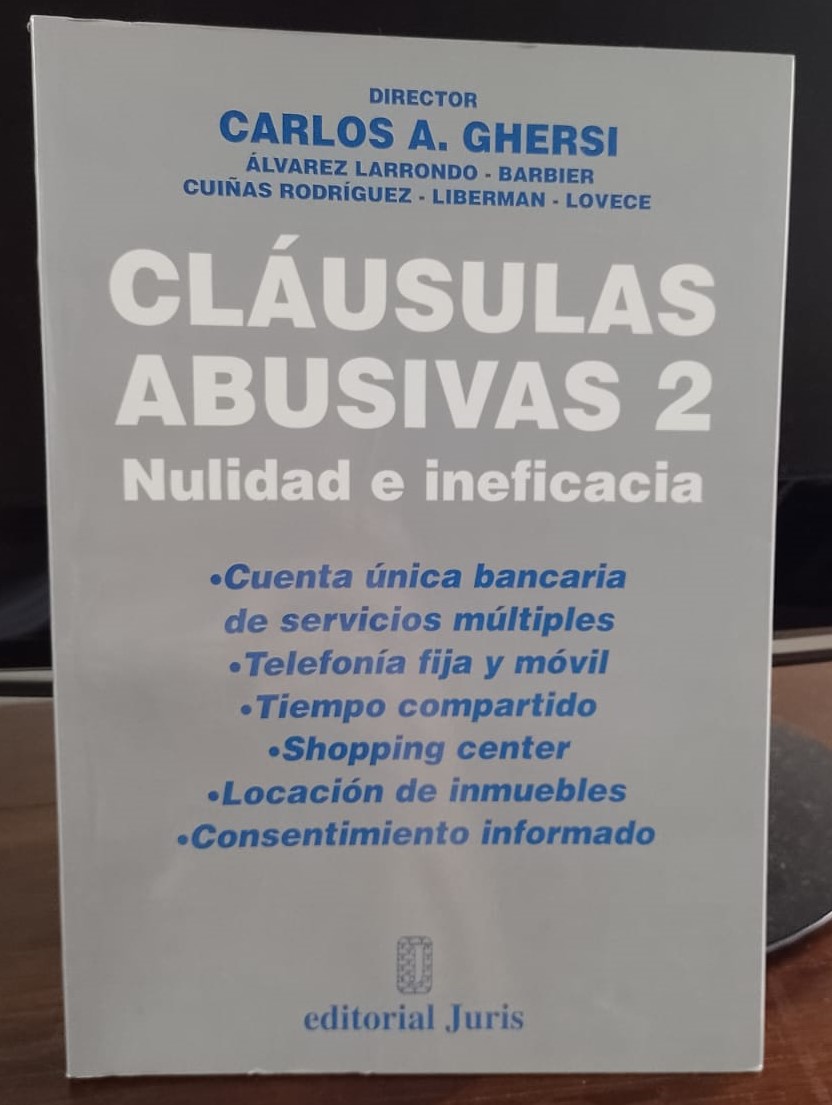 DIRECTOR
CARLOS A. GHERSI
ÁLVAREZ LARRONDO - BARBIER
CUIÑAS RODRÍGUEZ - LIBERMAN - LOVECE
CLÁUSULAS
ABUSIVAS 2
Nulidad e ineficacia
•Cuenta única bancaria
de servicios múltiples
•Telefonía fija y móvil
•Tiempo compartido
•Shopping center
•Locación de inmuebles
•Consentimiento informado
editorial Juris